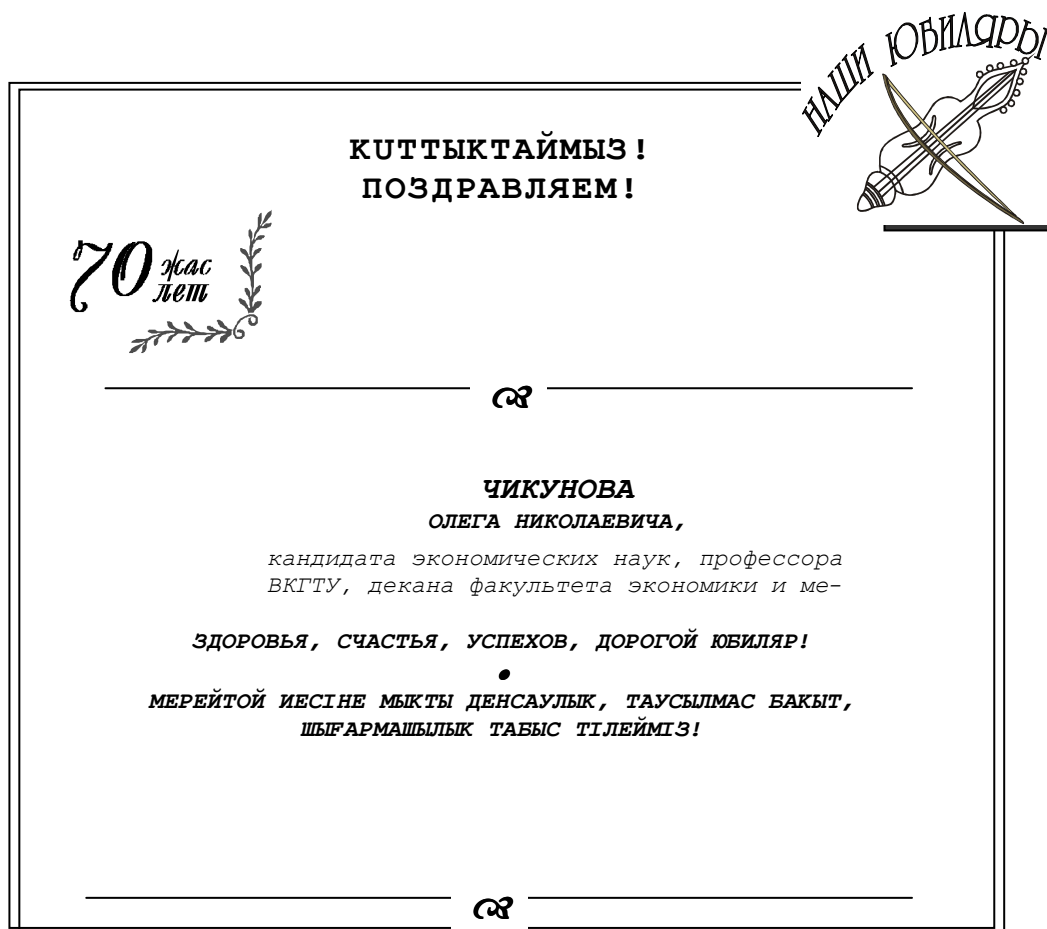 НАШИ ЮБИЛЯРЫ
КUТТЫКТАЙМЫЗ!
ПОЗДРАВЛЯЕМ!
70 жас
лет
ЧИКУНОВА
ОЛЕГА НИКОЛАЕВИЧА,
кандидата экономических наук, профессора
ВКГТУ, декана факультета экономики и ме-
ЗДОРОВЬЯ, СЧАСТЬЯ, УСПЕХОВ, ДОРОГОЙ ЮБИЛЯР!
МЕРЕЙТОЙ ИЕСІНЕ МЫКТЫ ДЕНСАУЛЫК, ТАУСЫЛМАС БАКЫТ,
ШЫҒАРМАШЫЛЫК ТАБЫС ТІЛЕЙМІЗ!